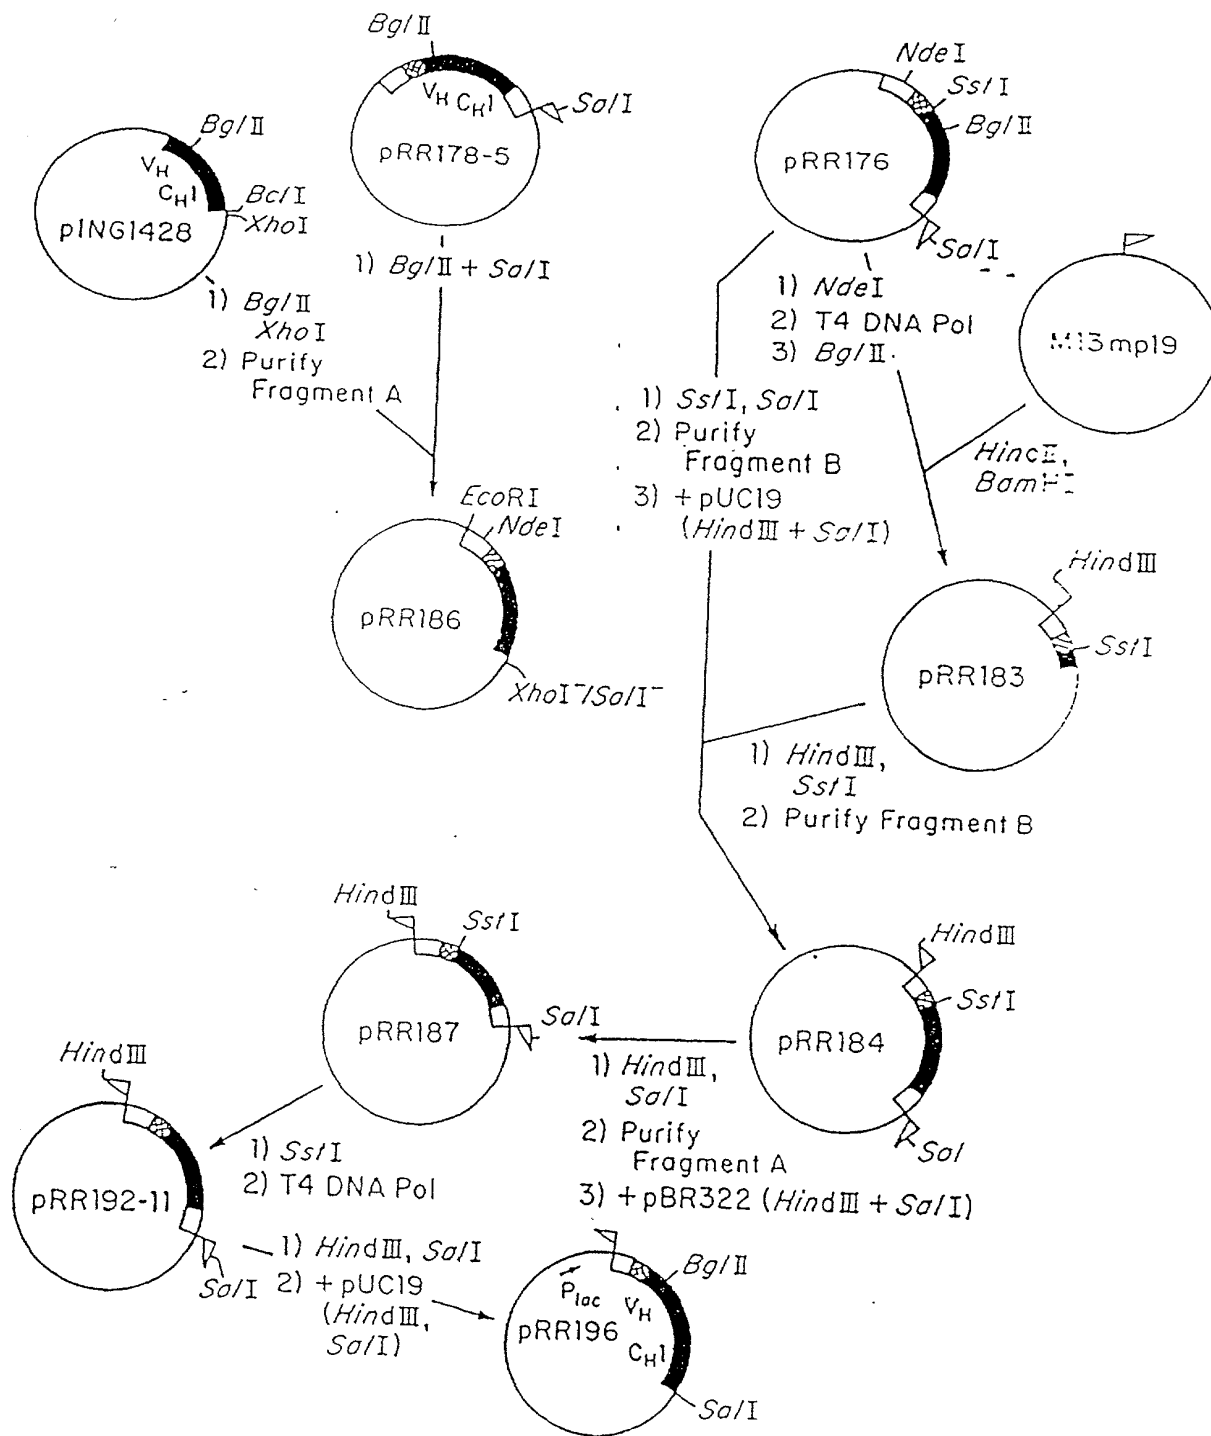 BglII
VH CH1
SalI
pRR178-5
BglII
VH
CH1
BclI
XhoI
pING1428
NdeI
SstI
BglII
pRR176
SalI
M13mp19
1) BglII
XhoI
2) Purify
Fragment A
1) BglII + SalI
1) NdeI
2) T4 DNA Pol
3) BglII
1) SstI, SalI
2) Purify
Fragment B
3) +pUC19
(HindIII + SalI)
HincII,
BamHI
EcoRI
NdeI
pRR186
XhoI⁻/SalI⁻
HindIII
SstI
pRR183
1) HindIII,
SstI
2) Purify Fragment B
HindIII
SstI
pRR187
SalI
HindIII
SstI
pRR184
Sal
1) HindIII,
SalI
2) Purify
Fragment A
3) +pBR322 (HindIII + SalI)
HindIII
pRR192-11
SalI
1) SstI
2) T4 DNA Pol
1) HindIII, SalI
2) +pUC19
(HindIII,
SalI)
BglII
Plac
VH
pRR196
CH1
SalI